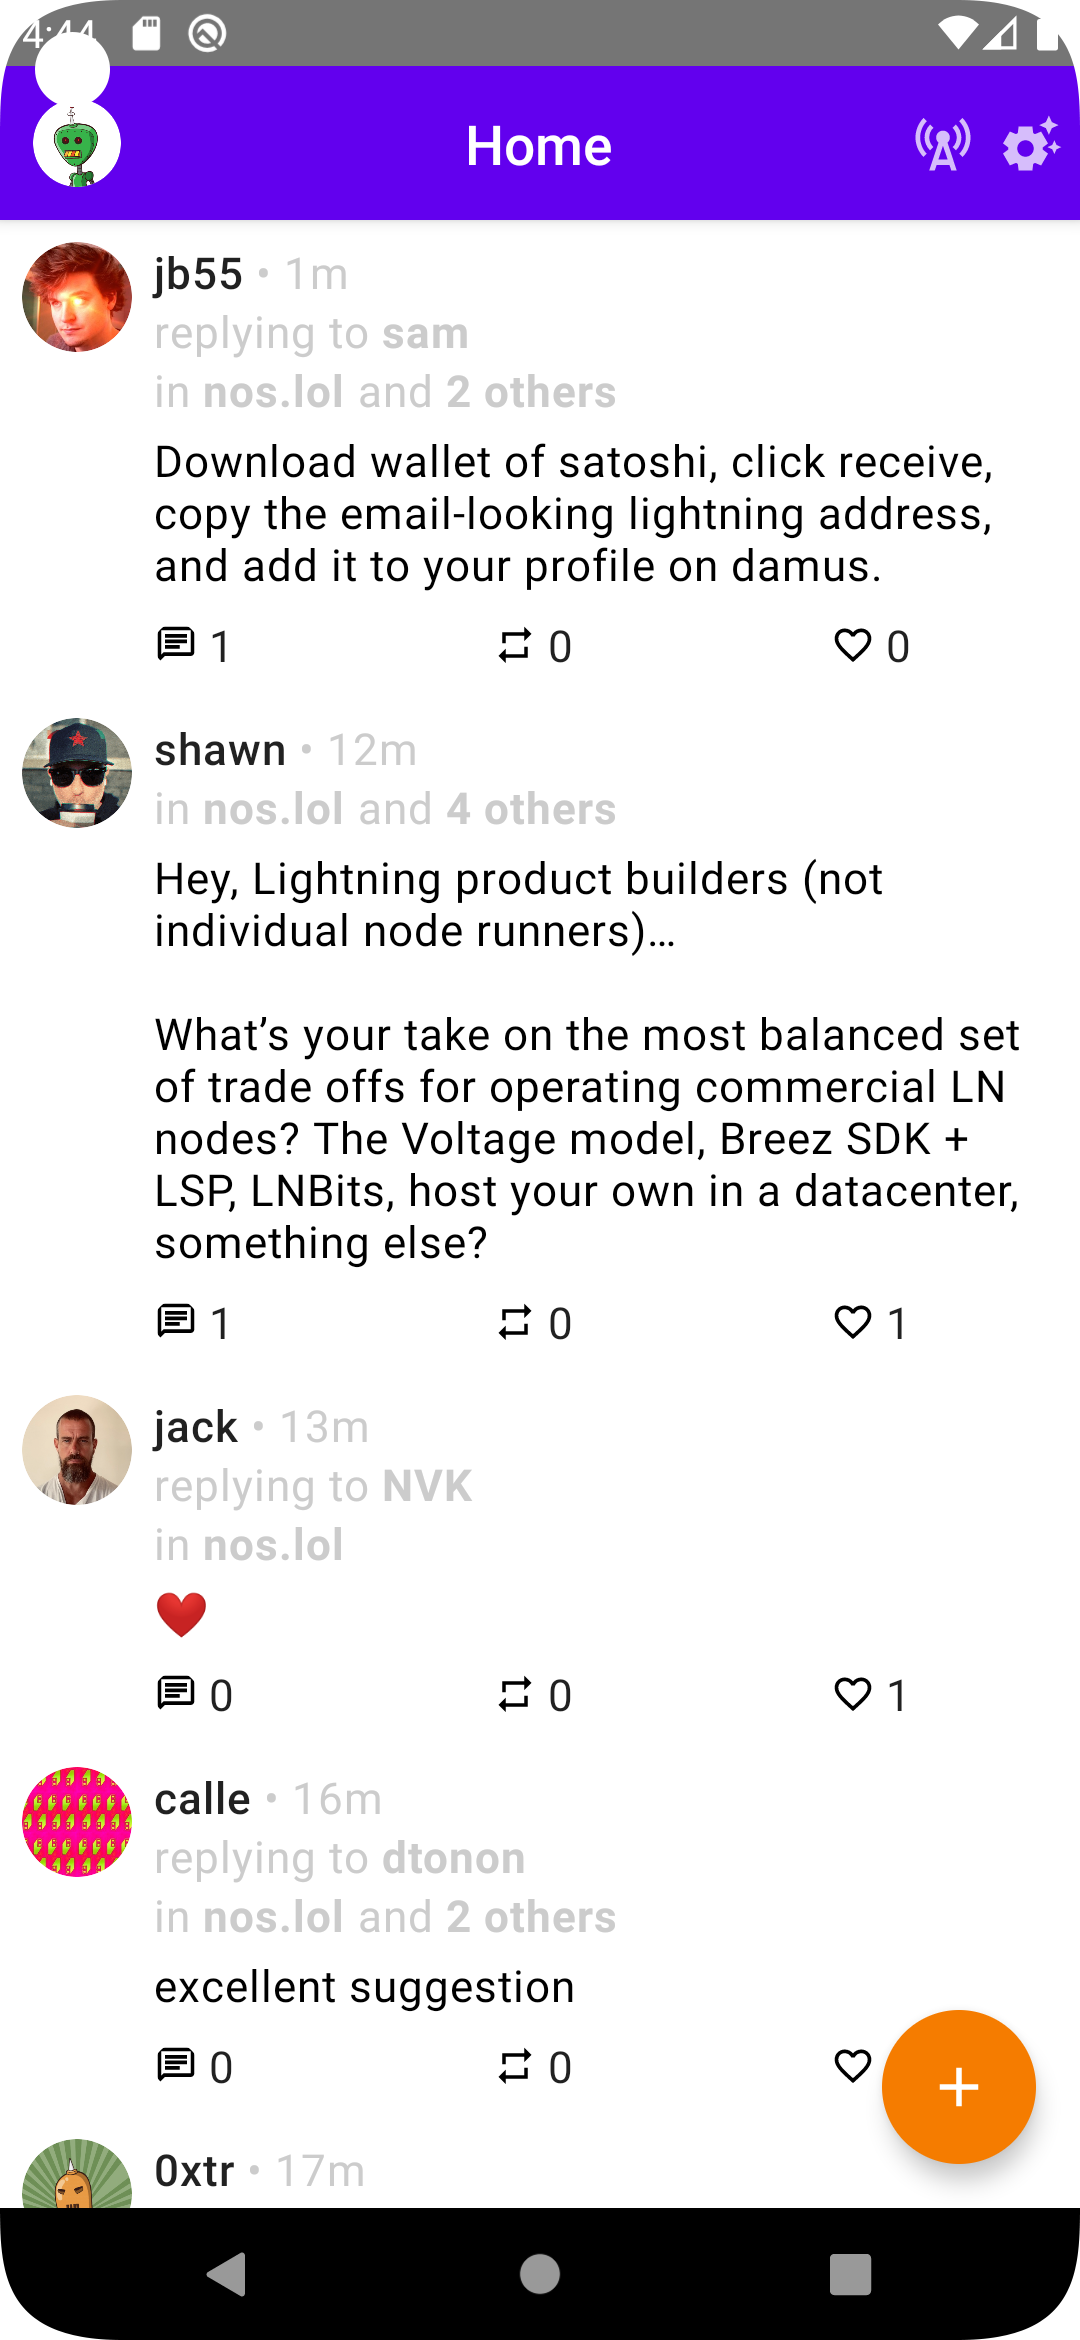 4:44
Home
jb55 • 1m
replying to sam
in nos.lol and 2 others
Download wallet of satoshi, click receive,
copy the email-looking lightning address,
and add it to your profile on damus.
1 0 0
shawn • 12m
in nos.lol and 4 others
Hey, Lightning product builders (not
individual node runners)…
What’s your take on the most balanced set
of trade offs for operating commercial LN
nodes? The Voltage model, Breez SDK +
LSP, LNBits, host your own in a datacenter,
something else?
1 0 1
jack • 13m
replying to NVK
in nos.lol
❤️
0 0 1
calle • 16m
replying to dtonon
in nos.lol and 2 others
excellent suggestion
0 0
0xtr • 17m